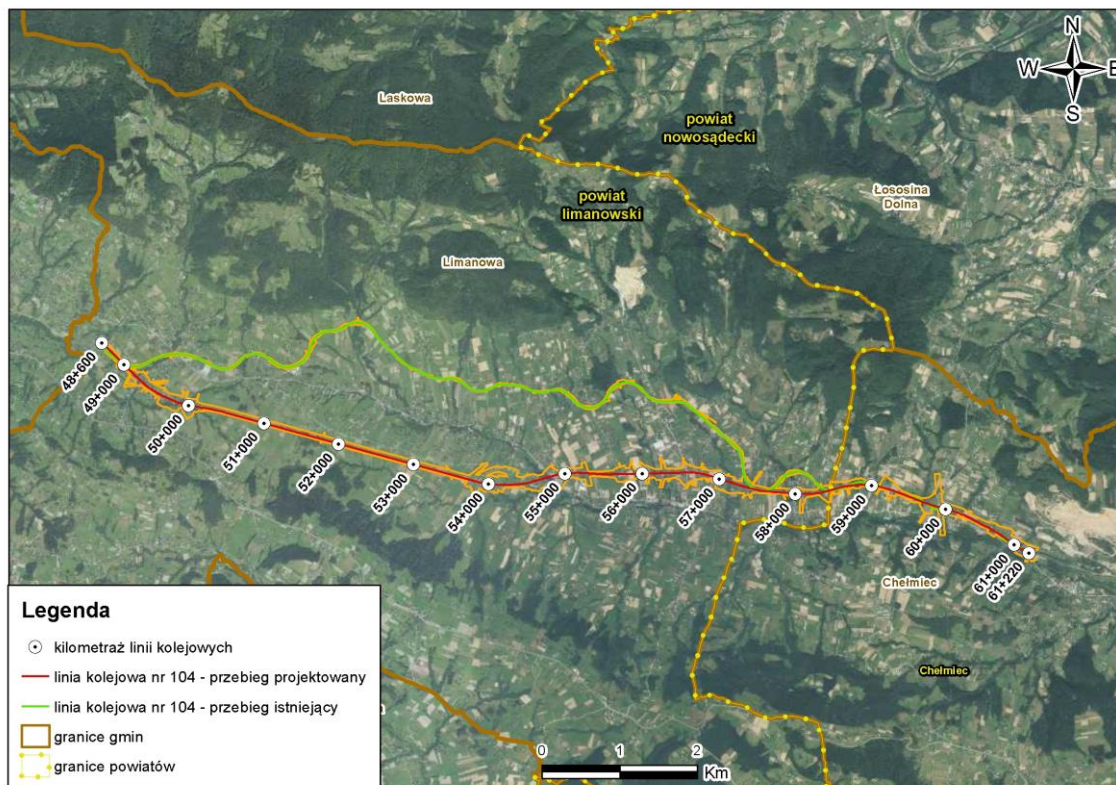 N
W E
S
Laskowa
powiat
nowosądecki
Łososina
Dolna
powiat
limanowski
Limanowa
48+600
49+000
50+000
51+000
52+000
53+000
54+000
55+000
56+000
57+000
58+000
59+000
60+000
61+000
61+220
Chełmiec
Chełmiec
Legenda
kilometraż linii kolejowych
linia kolejowa nr 104 - przebieg projektowany
linia kolejowa nr 104 - przebieg istniejący
granice gmin
granice powiatów
0 1 2
Km